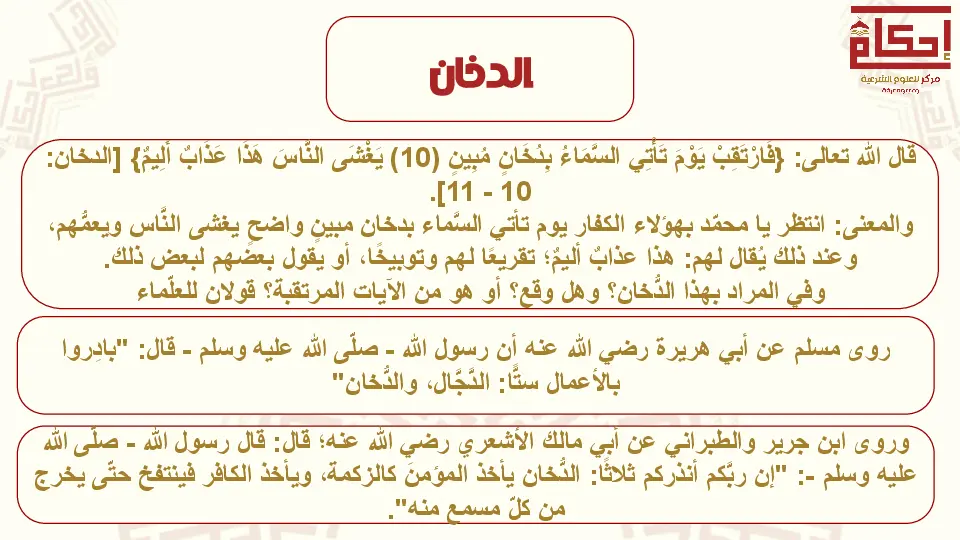 إحكام
مركز للعلوم الشرعية
الدخان
قال الله تعالى: {فَارْتَقِبْ يَوْمَ تَأْتِي السَّمَاءُ بِدُخَانٍ مُبِينٍ (10) يَغْشَى النَّاسَ هَذَا عَذَابٌ أَلِيمٌ} [الدخان:
10 - 11].
والمعنى: انتظر يا محمّد بهؤلاء الكفار يوم تأتي السَّماء بدخان مبينٍ واضحٍ يغشى النَّاس ويعمُّهم،
وعند ذلك يُقال لهم: هذا عذابٌ أليمٌ؛ تقريعًا لهم وتوبيخًا، أو يقول بعضهم لبعض ذلك.
وفي المراد بهذا الدُّخان؟ وهل وقع؟ أو هو من الآيات المرتقبة؟ قولان للعلّماء
روى مسلم عن أبي هريرة رضي الله عنه أن رسول الله - صلّى الله عليه وسلم - قال: "بادِروا
بالأعمال ستًّا: الدَّجَّال، والدُّخان"
وروى ابن جرير والطبراني عن أبي مالك الأشعري رضي الله عنه؛ قال: قال رسول الله - صلّى الله
عليه وسلم -: "إن ربَّكم أنذركم ثلاثًا: الدُّخان يأخذ المؤمنَ كالزكمة، ويأخذ الكافر فينتفخ حتّى يخرج
من كلّ مسمع منه".